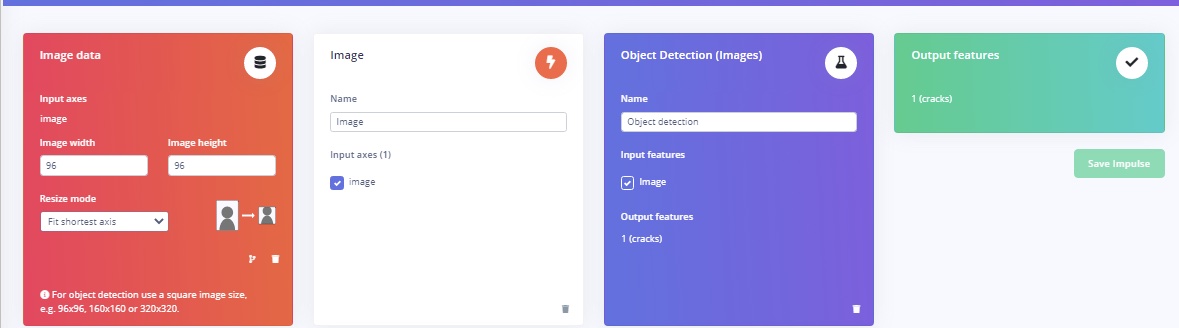 Image data
Input axes
image
Image width
Image height
96
96
Resize mode
Fit shortest axis
For object detection use a square image size,
e.g. 96x96, 160x160 or 320x320.
Image
Name
Image
Input axes (1)
image
Object Detection (Images)
Name
Object detection
Input features
Image
Output features
1 (cracks)
Output features
1 (cracks)
Save Impulse